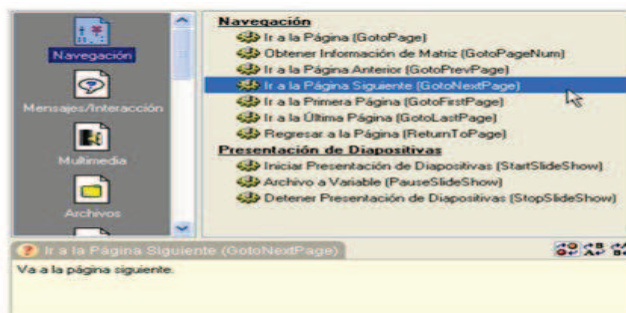 Navegación
Mensajes/Interacción
Multimedia
Archivos
Navegación
Ir a la Página (GotoPage)
Obtener Información de Matriz (GotoPageNum)
Ir a la Página Anterior (GotoPrevPage)
Ir a la Página Siguiente (GotoNextPage)
Ir a la Primera Página (GotoFirstPage)
Ir a la Última Página (GotoLastPage)
Regresar a la Página (ReturnToPage)
Presentación de Diapositivas
Iniciar Presentación de Diapositivas (StartSlideShow)
Archivo a Variable (PauseSlideShow)
Detener Presentación de Diapositivas (StopSlideShow)
Ir a la Página Siguiente (GotoNextPage)
Va a la página siguiente.